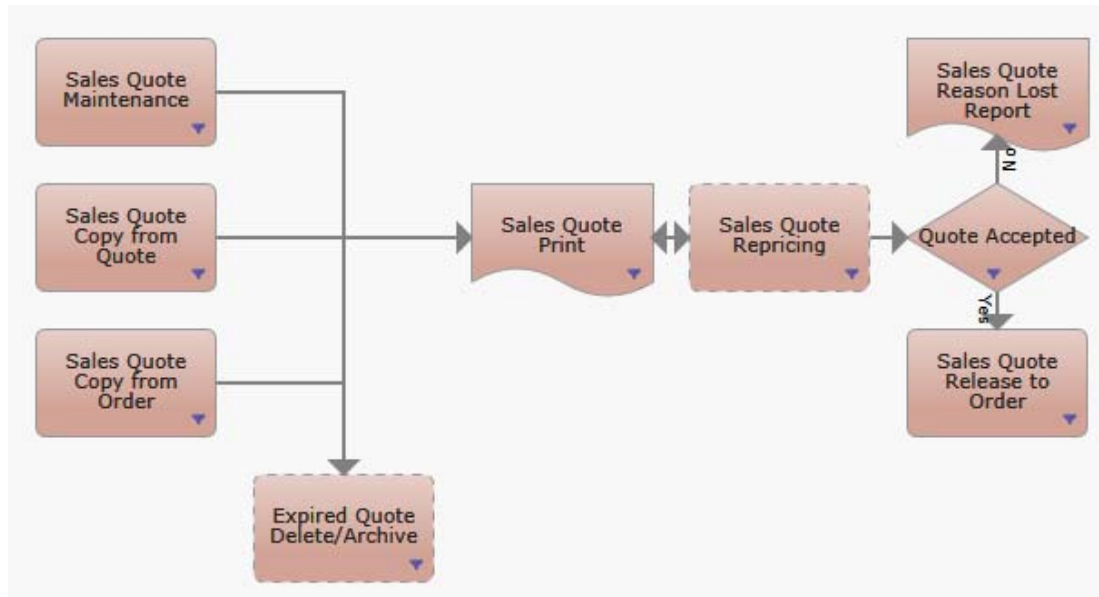 Sales Quote
Maintenance
Sales Quote
Copy from
Quote
Sales Quote
Copy from
Order
Expired Quote
Delete/Archive
Sales Quote
Print
Sales Quote
Repricing
Quote Accepted
Sales Quote
Reason Lost
Report
No
Yes
Sales Quote
Release to
Order